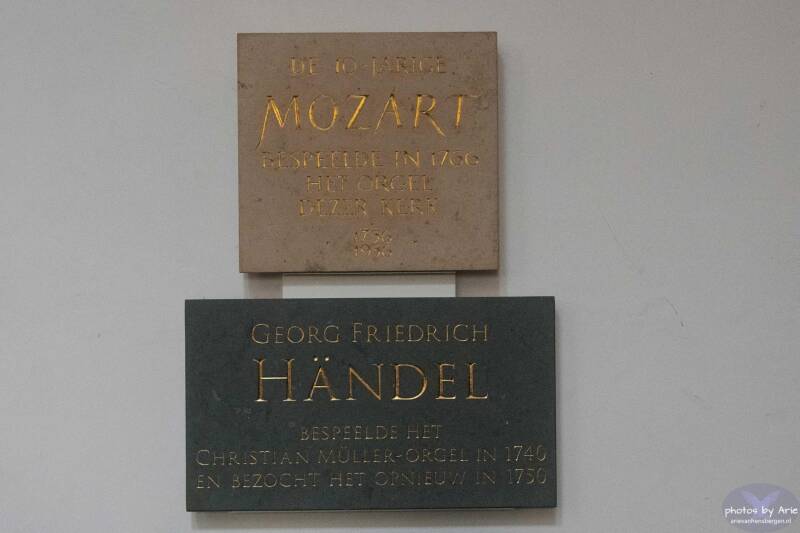 DE 10-JARIGE
MOZART
BESPEELDE IN 1766
HET ORGEL
DEZER KERK
1756
1956
GEORG FRIEDRICH
HÄNDEL
BESPEELDE HET
CHRISTIAN MÜLLER-ORGEL IN 1740
EN BEZOCHT HET OPNIEUW IN 1750
photos by Arie
arievanhensbergen.nl